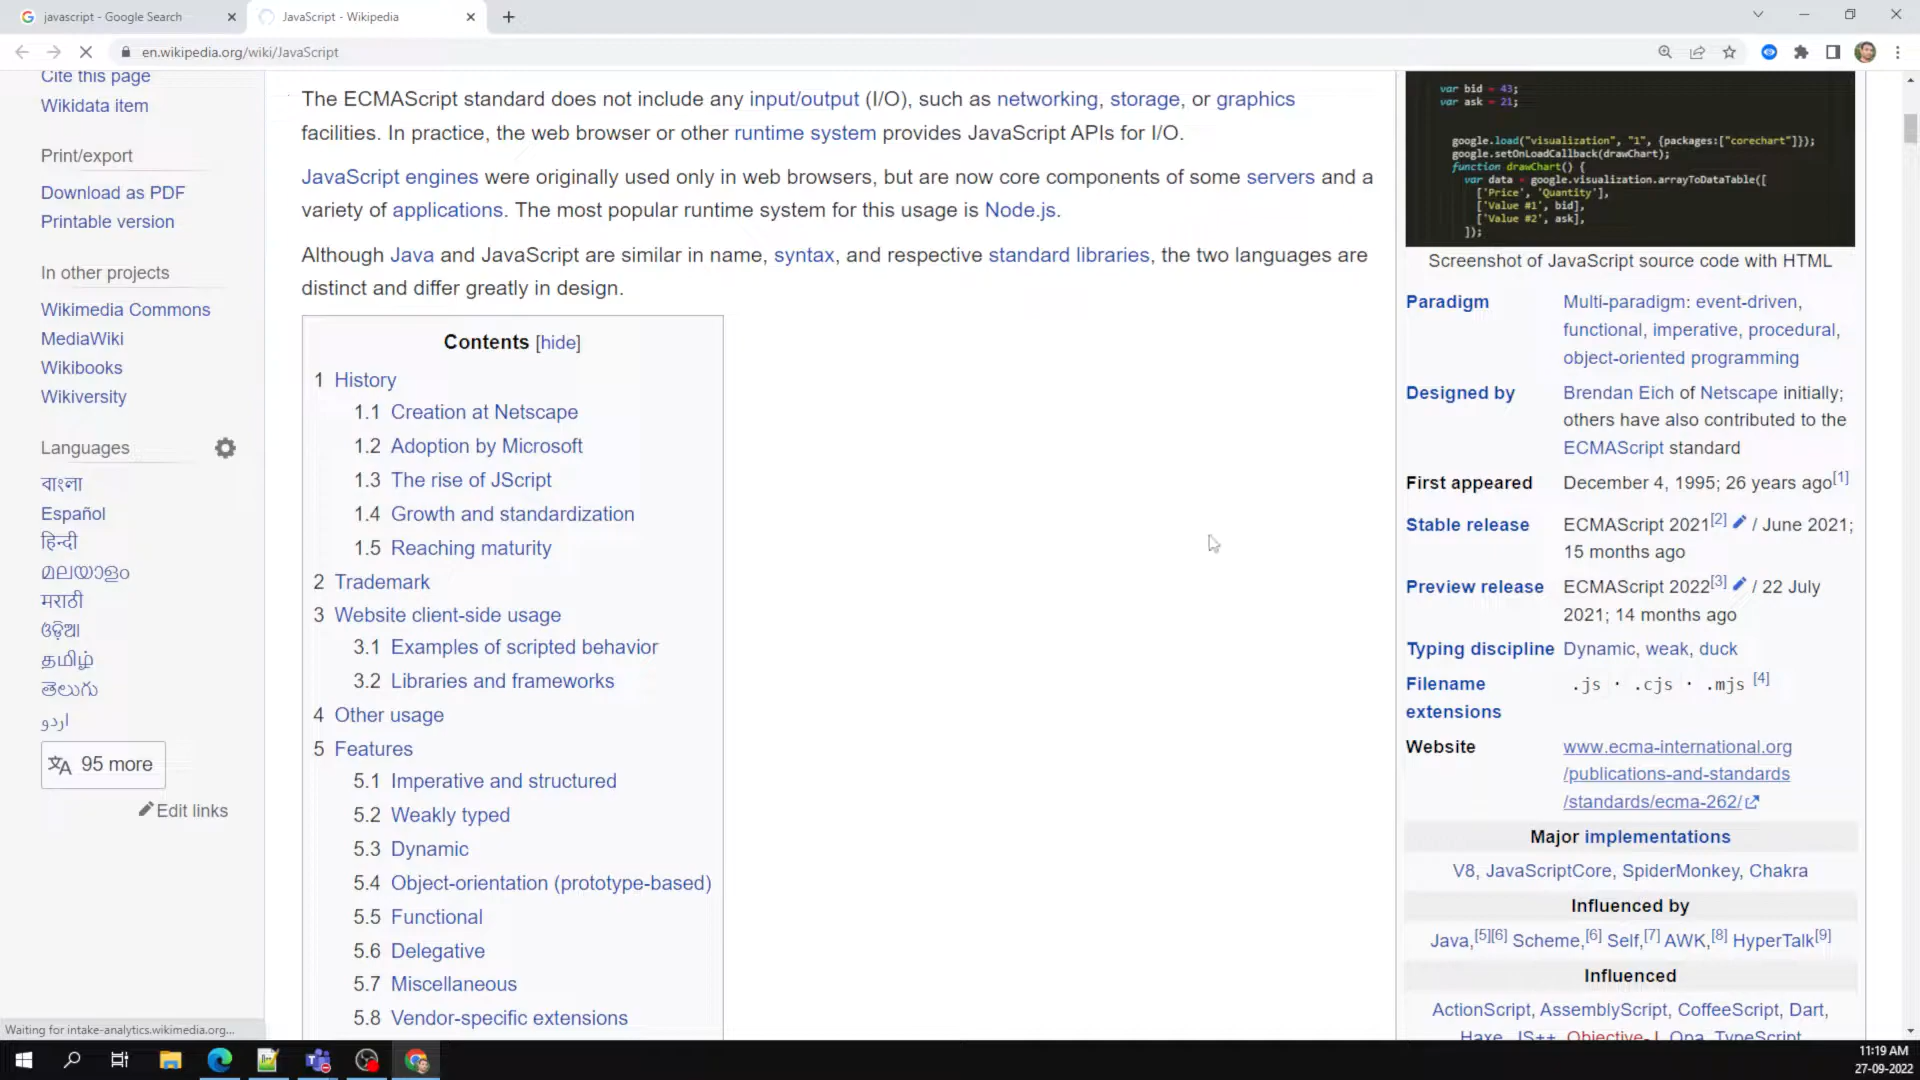 javascript - Google Search
JavaScript - Wikipedia
en.wikipedia.org/wiki/JavaScript
Cite this page
Wikidata item
Print/export
Download as PDF
Printable version
In other projects
Wikimedia Commons
MediaWiki
Wikibooks
Wikiversity
Languages
বাংলা
Español
हिन्दी
മലയാളം
मराठी
ଓଡ଼ିଆ
தமிழ்
తెలుగు
اردو
95 more
Edit links
The ECMAScript standard does not include any input/output (I/O), such as networking, storage, or graphics
facilities. In practice, the web browser or other runtime system provides JavaScript APIs for I/O.
JavaScript engines were originally used only in web browsers, but are now core components of some servers and a
variety of applications. The most popular runtime system for this usage is Node.js.
Although Java and JavaScript are similar in name, syntax, and respective standard libraries, the two languages are
distinct and differ greatly in design.
Contents [hide]
1 History
1.1 Creation at Netscape
1.2 Adoption by Microsoft
1.3 The rise of JScript
1.4 Growth and standardization
1.5 Reaching maturity
2 Trademark
3 Website client-side usage
3.1 Examples of scripted behavior
3.2 Libraries and frameworks
4 Other usage
5 Features
5.1 Imperative and structured
5.2 Weakly typed
5.3 Dynamic
5.4 Object-orientation (prototype-based)
5.5 Functional
5.6 Delegative
5.7 Miscellaneous
5.8 Vendor-specific extensions
var bid = 43;
var ask = 21;
google.load("visualization", "1", {packages:["corechart"]});
google.setOnLoadCallback(drawChart);
function drawChart() {
var data = google.visualization.arrayToDataTable([
['Price', 'Quantity'],
['Value #1', bid],
['Value #2', ask],
]);
Screenshot of JavaScript source code with HTML
Paradigm Multi-paradigm: event-driven,
functional, imperative, procedural,
object-oriented programming
Designed by Brendan Eich of Netscape initially;
others have also contributed to the
ECMAScript standard
First appeared December 4, 1995; 26 years ago[1]
Stable release ECMAScript 2021[2] / June 2021;
15 months ago
Preview release ECMAScript 2022[3] / 22 July
2021; 14 months ago
Typing discipline Dynamic, weak, duck
Filename .js · .cjs · .mjs [4]
extensions
Website www.ecma-international.org
/publications-and-standards
/standards/ecma-262/
Major implementations
V8, JavaScriptCore, SpiderMonkey, Chakra
Influenced by
Java,[5][6] Scheme,[6] Self,[7] AWK,[8] HyperTalk[9]
Influenced
ActionScript, AssemblyScript, CoffeeScript, Dart,
Haxe, JS++, Objective-J, Opa, TypeScript
Waiting for intake-analytics.wikimedia.org...
11:19 AM
27-09-2022